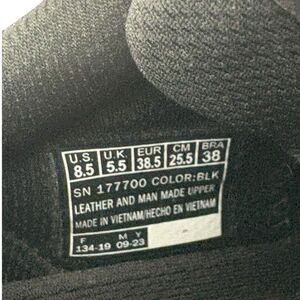 U.S. U.K EUR CM BRA
8.5 5.5 38.5 25.5 38
SN 177700 COLOR:BLK
LEATHER AND MAN MADE UPPER
MADE IN VIETNAM/HECHO EN VIETNAM
F M Y
134-19 09-23